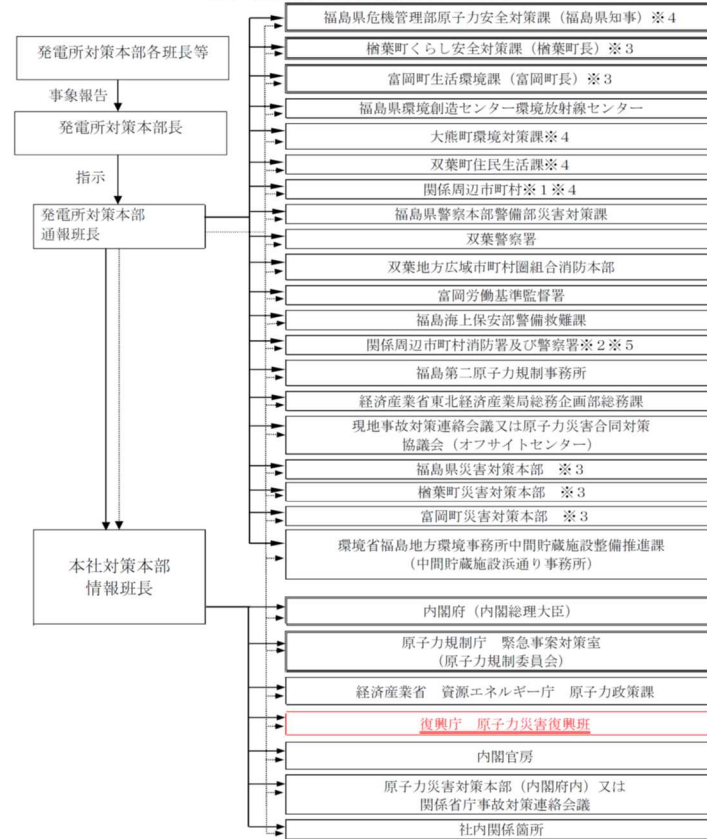 発電所対策本部各班長等
事象報告
発電所対策本部長
指示
発電所対策本部
通報班長
本社対策本部
情報班長
福島県危機管理部原子力安全対策課（福島県知事）※４
楢葉町くらし安全対策課（楢葉町長）※３
富岡町生活環境課（富岡町長）※３
福島県環境創造センター環境放射線センター
大熊町環境対策課※４
双葉町住民生活課※４
関係周辺市町村※１※４
福島県警察本部警備部災害対策課
双葉警察署
双葉地方広域市町村圏組合消防本部
富岡労働基準監督署
福島海上保安部警備救難課
関係周辺市町村消防署及び警察署※２※５
福島第二原子力規制事務所
経済産業省東北経済産業局総務企画部総務課
現地事故対策連絡会議又は原子力災害合同対策
協議会（オフサイトセンター）
福島県災害対策本部　※３
楢葉町災害対策本部　※３
富岡町災害対策本部　※３
環境省福島地方環境事務所中間貯蔵施設整備推進課
（中間貯蔵施設浜通り事務所）
内閣府（内閣総理大臣）
原子力規制庁　緊急事案対策室
（原子力規制委員会）
経済産業省　資源エネルギー庁　原子力政策課
復興庁　原子力災害復興班
内閣官房
原子力災害対策本部（内閣府内）又は
関係省庁事故対策連絡会議
社内関係箇所